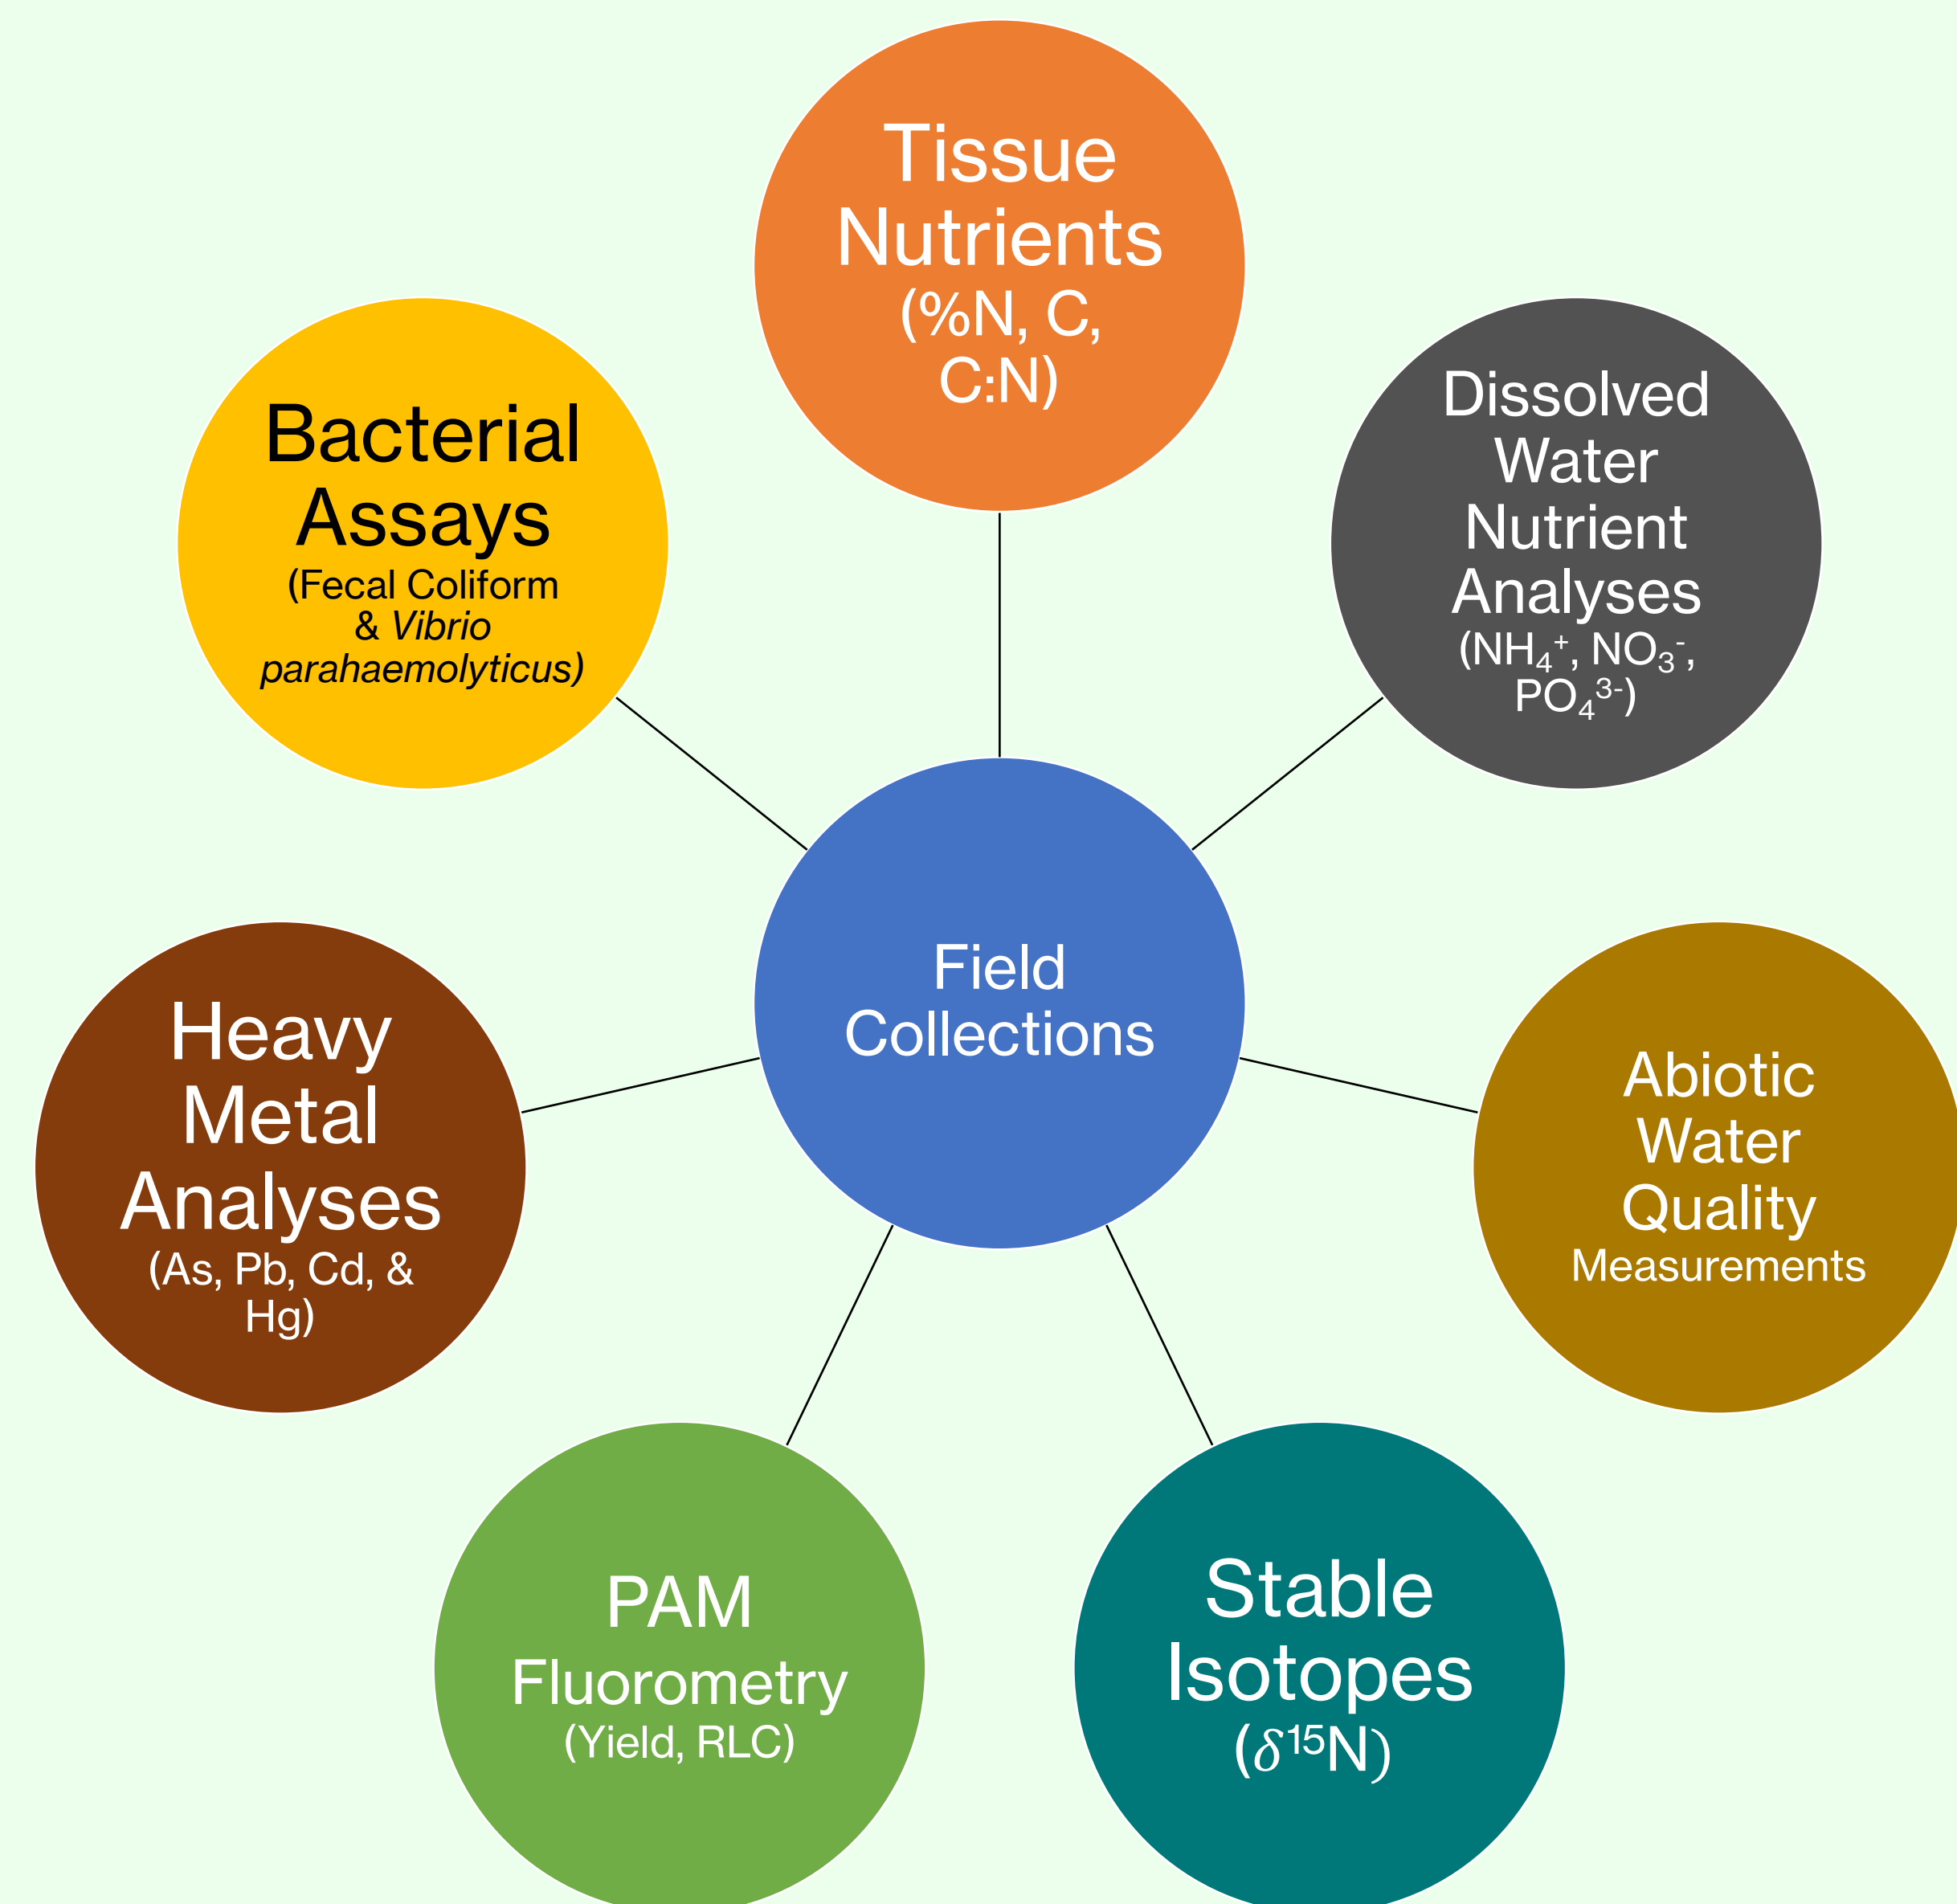 Tissue
Nutrients
(%N, C,
C:N)
Dissolved
Water
Nutrient
Analyses
(NH₄⁺, NO₃⁻,
PO₄³⁻)
Bacterial
Assays
(Fecal Coliform
& Vibrio
parahaemolyticus)
Field
Collections
Abiotic
Water
Quality
Measurements
Heavy
Metal
Analyses
(As, Pb, Cd, &
Hg)
PAM
Fluorometry
(Yield, RLC)
Stable
Isotopes
(δ¹⁵N)